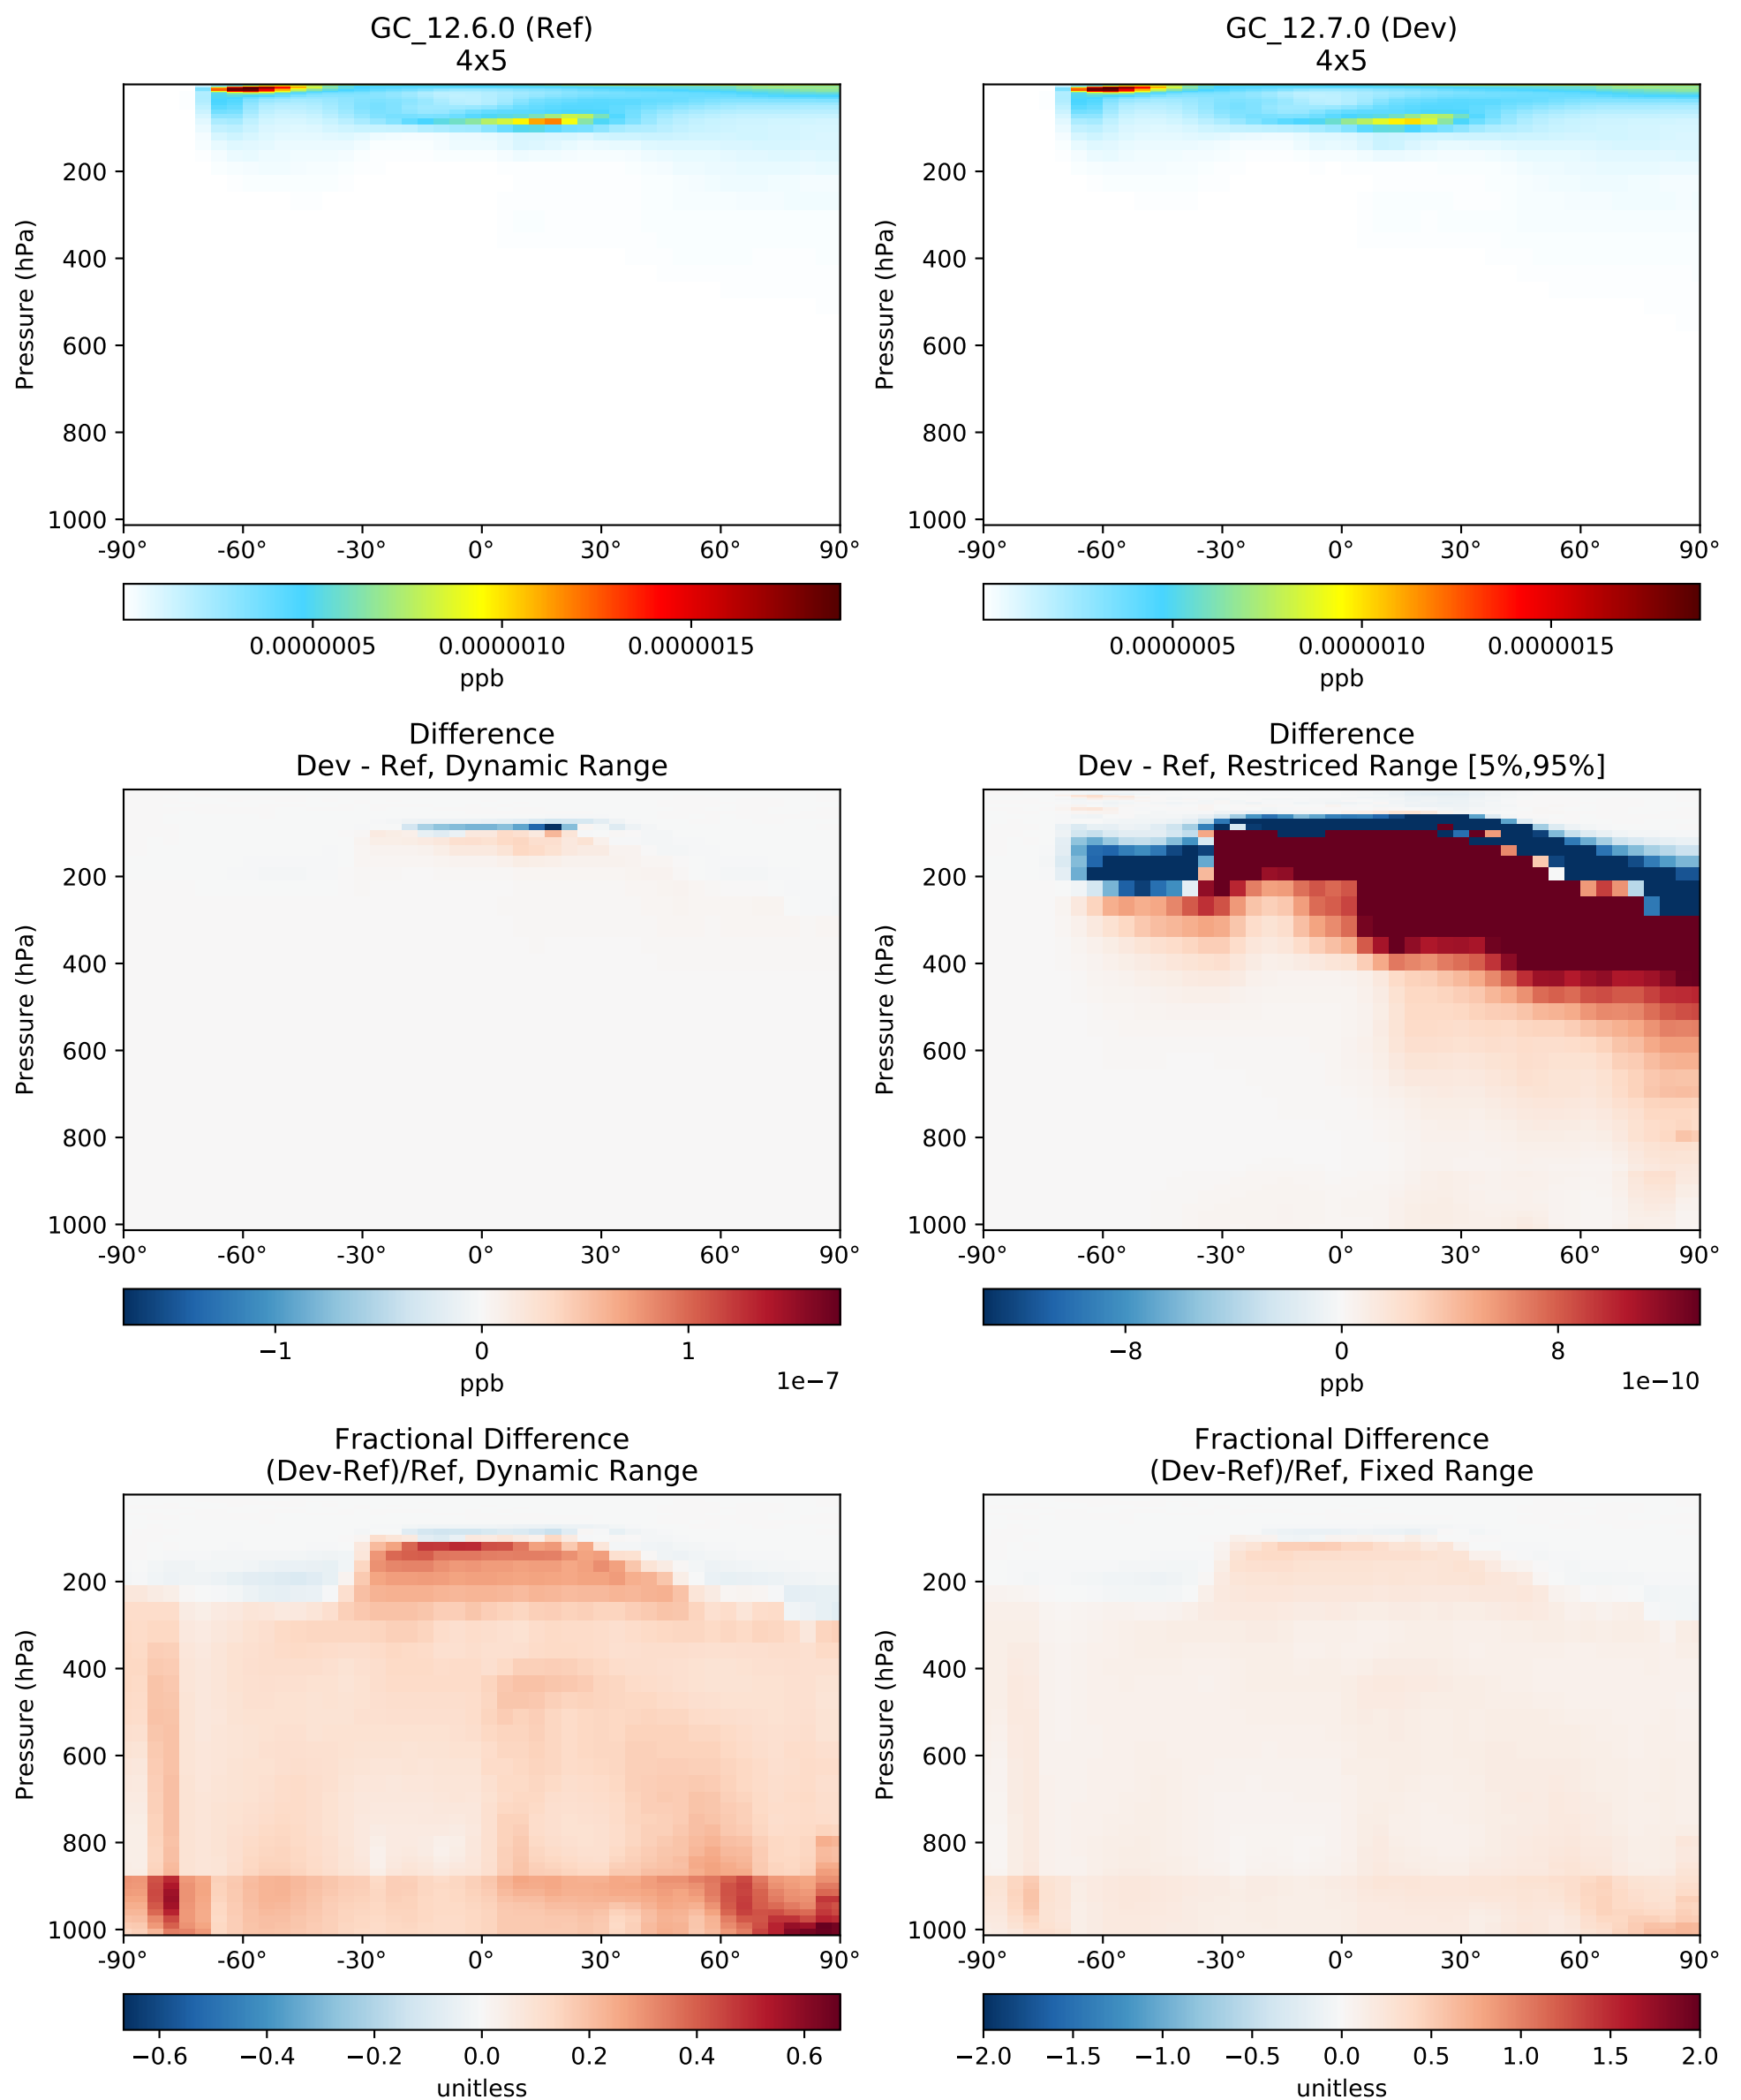 GC_12.6.0 (Ref)
4x5
Pressure (hPa)
200
400
600
800
1000
-90° -60° -30° 0° 30° 60° 90°
0.0000005 0.0000010 0.0000015
ppb
GC_12.7.0 (Dev)
4x5
Pressure (hPa)
200
400
600
800
1000
-90° -60° -30° 0° 30° 60° 90°
0.0000005 0.0000010 0.0000015
ppb
Difference
Dev - Ref, Dynamic Range
Pressure (hPa)
200
400
600
800
1000
-90° -60° -30° 0° 30° 60° 90°
−1 0 1
ppb
1e−7
Difference
Dev - Ref, Restriced Range [5%,95%]
Pressure (hPa)
200
400
600
800
1000
-90° -60° -30° 0° 30° 60° 90°
−8 0 8
ppb
1e−10
Fractional Difference
(Dev-Ref)/Ref, Dynamic Range
Pressure (hPa)
200
400
600
800
1000
-90° -60° -30° 0° 30° 60° 90°
−0.6 −0.4 −0.2 0.0 0.2 0.4 0.6
unitless
Fractional Difference
(Dev-Ref)/Ref, Fixed Range
Pressure (hPa)
200
400
600
800
1000
-90° -60° -30° 0° 30° 60° 90°
−2.0 −1.5 −1.0 −0.5 0.0 0.5 1.0 1.5 2.0
unitless